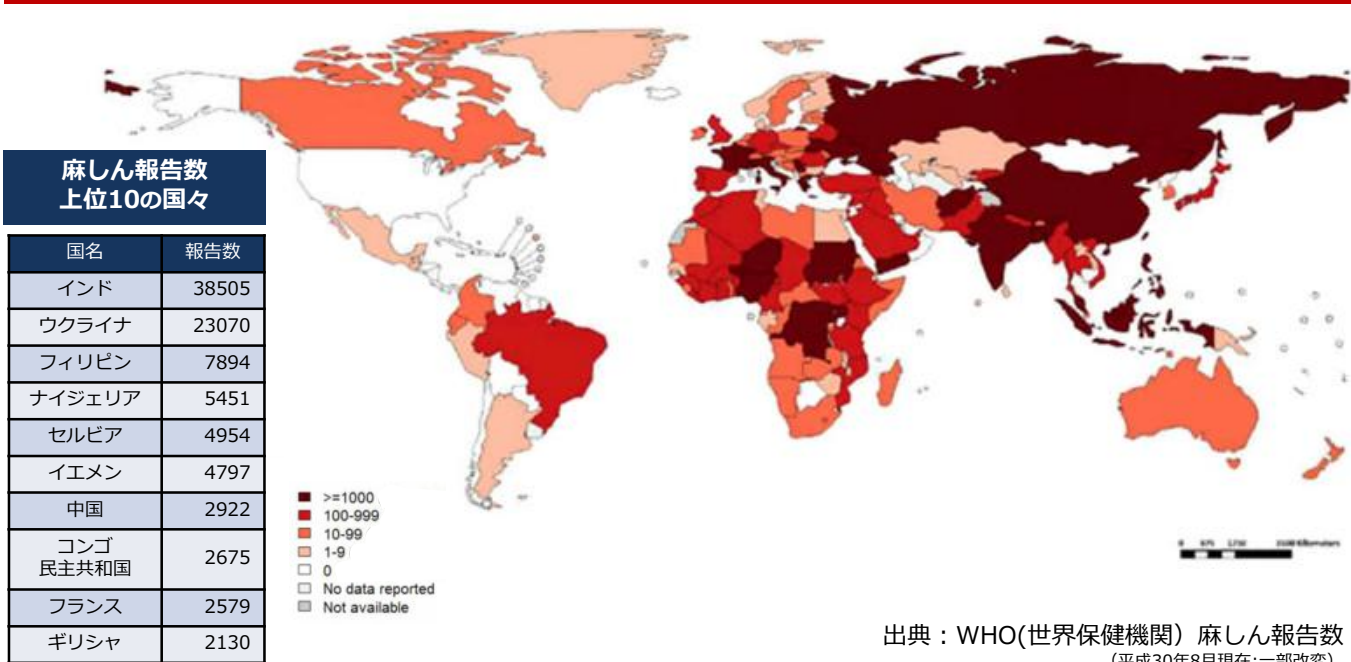 麻しん報告数
上位10の国々
国名 報告数
インド 38505
ウクライナ 23070
フィリピン 7894
ナイジェリア 5451
セルビア 4954
イエメン 4797
中国 2922
コンゴ
民主共和国 2675
フランス 2579
ギリシャ 2130
>=1000
100-999
10-99
1-9
0
No data reported
Not available
Kilometers
出典：WHO(世界保健機関）麻しん報告数
（平成30年8月現在:一部改変）